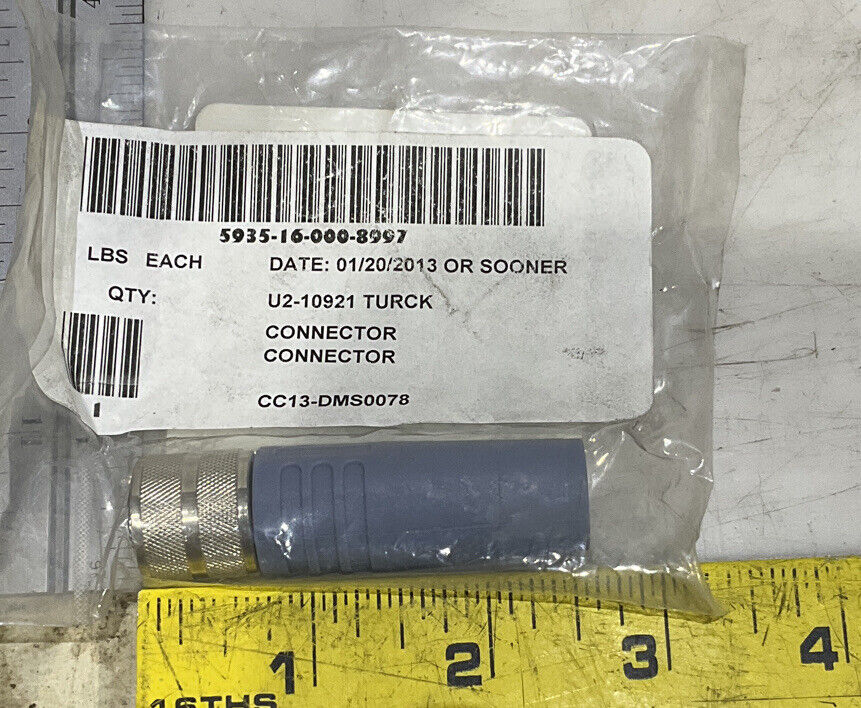 5935-16-000-8997
LBS EACH DATE: 01/20/2013 OR SOONER
QTY: U2-10921 TURCK
CONNECTOR
CONNECTOR
1
CC13-DMS0078
1 2 3 4
16THS